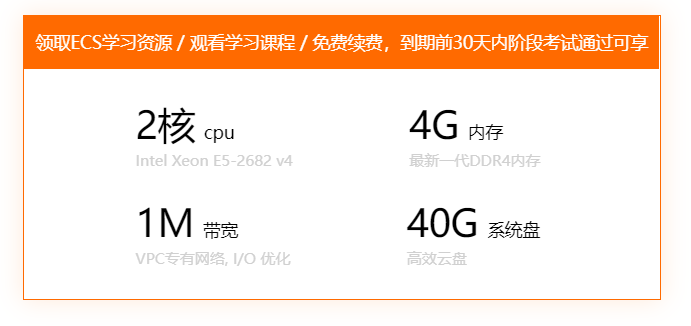 领取ECS学习资源 / 观看学习课程 / 免费续费，到期前30天内阶段考试通过可享
2核 cpu
Intel Xeon E5-2682 v4
4G 内存
最新一代DDR4内存
1M 带宽
VPC专有网络, I/O 优化
40G 系统盘
高效云盘